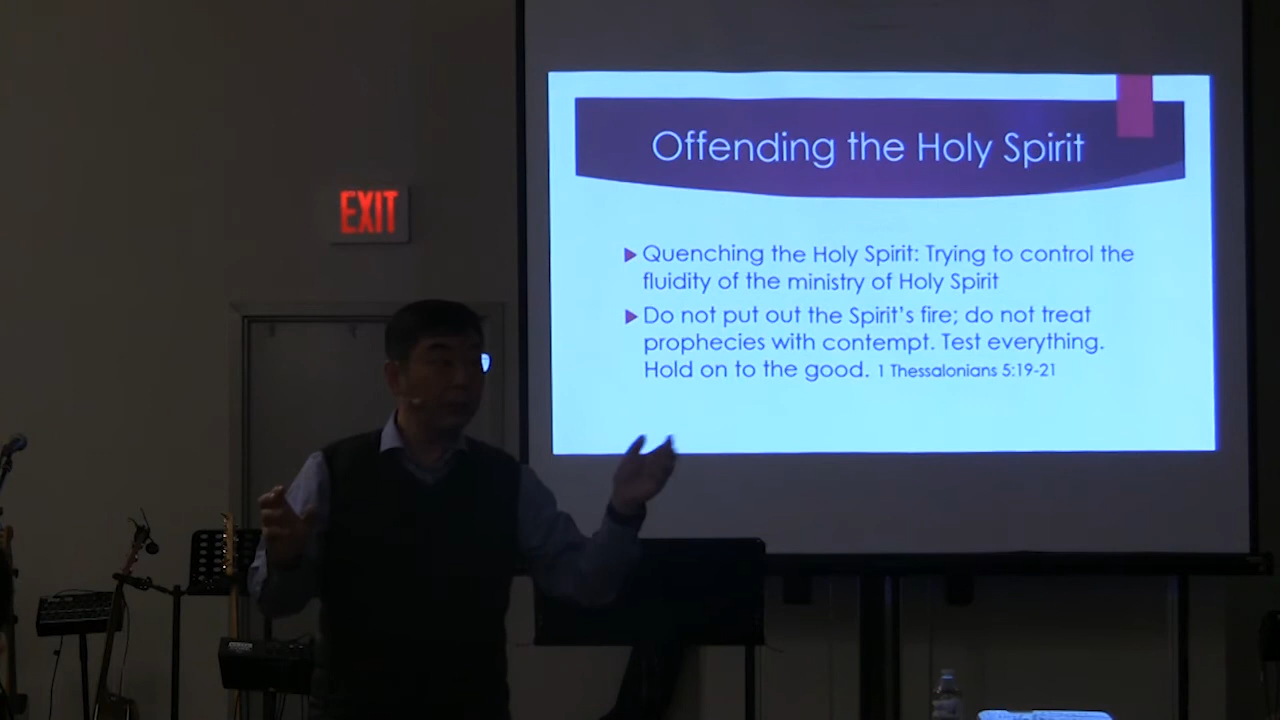 EXIT
Offending the Holy Spirit
Quenching the Holy Spirit: Trying to control the
fluidity of the ministry of Holy Spirit
Do not put out the Spirit's fire; do not treat
prophecies with contempt. Test everything.
Hold on to the good. 1 Thessalonians 5:19-21